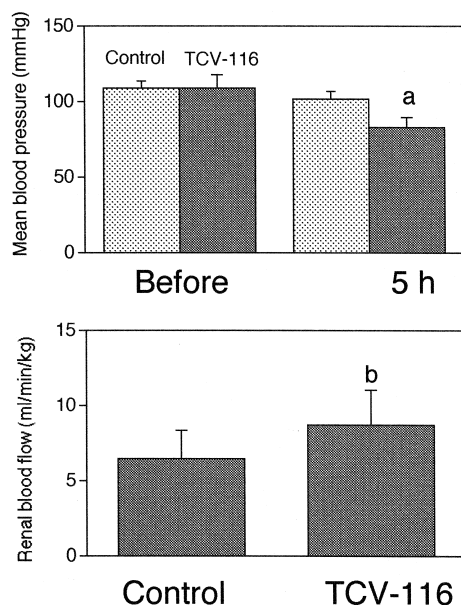 Mean blood pressure (mmHg)
150
100
50
0
Control
TCV-116
a
Before
5 h
Renal blood flow (ml/min/kg)
15
10
5
0
b
Control
TCV-116